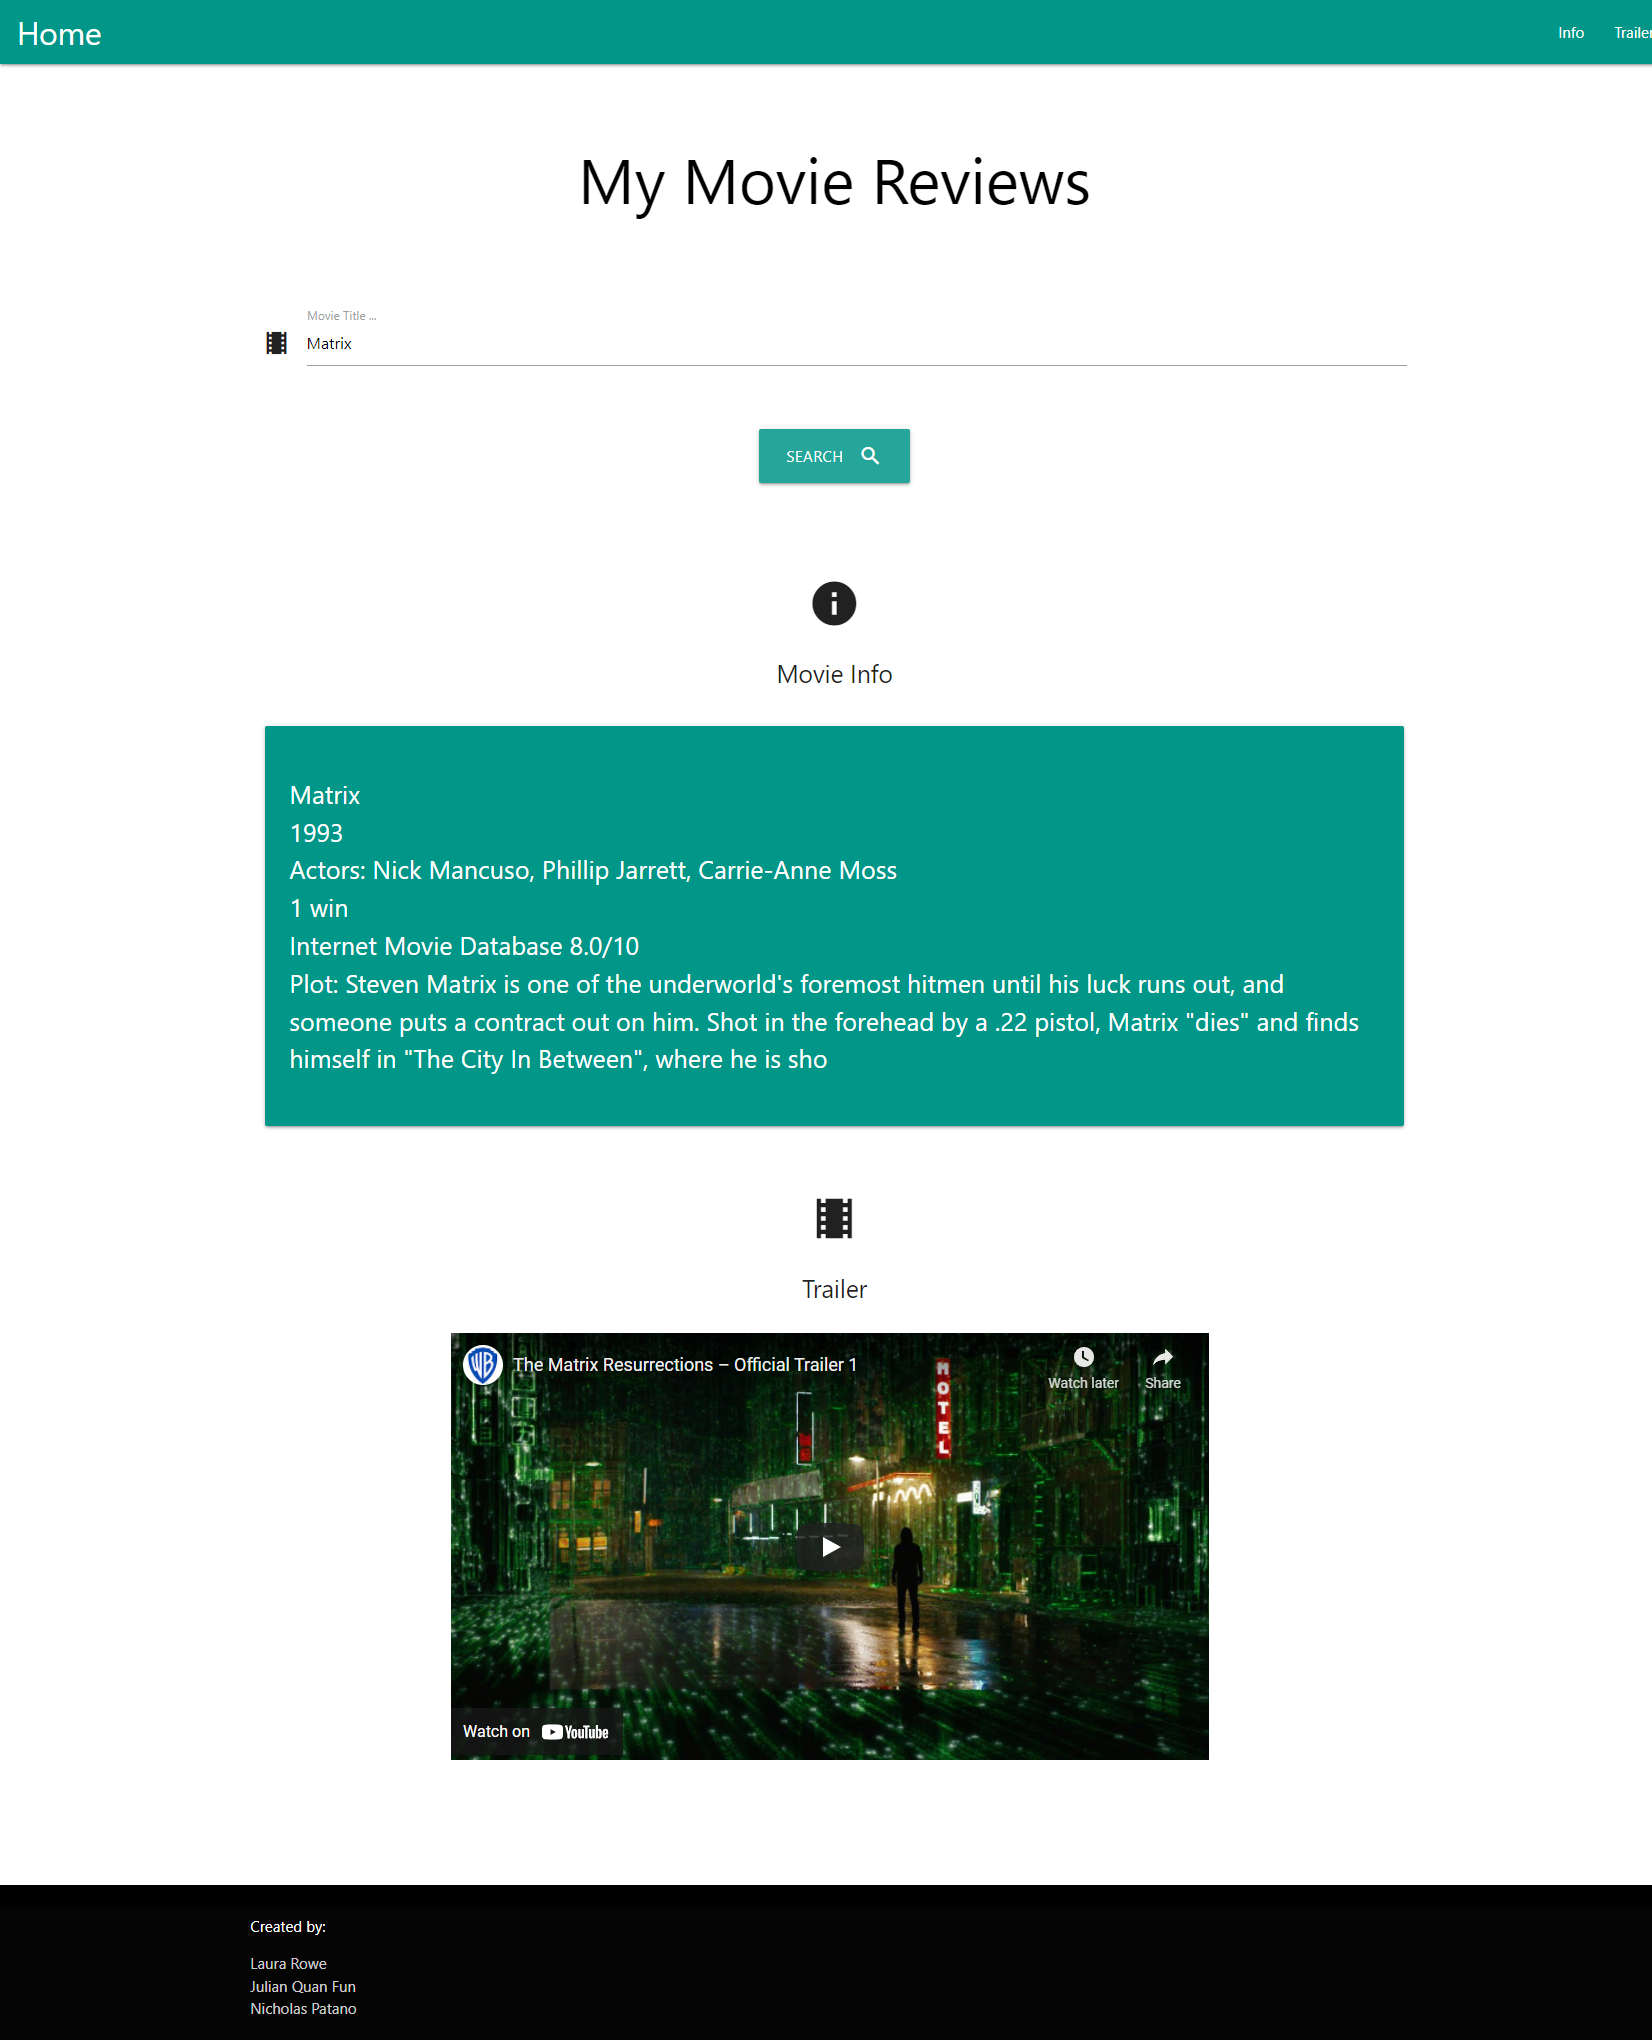 Home
Info
Trailer
My Movie Reviews
Movie Title ...
Matrix
SEARCH
Movie Info
Matrix
1993
Actors: Nick Mancuso, Phillip Jarrett, Carrie-Anne Moss
1 win
Internet Movie Database 8.0/10
Plot: Steven Matrix is one of the underworld's foremost hitmen until his luck runs out, and
someone puts a contract out on him. Shot in the forehead by a .22 pistol, Matrix "dies" and finds
himself in "The City In Between", where he is sho
Trailer
WB
The Matrix Resurrections – Official Trailer 1
Watch later
Share
MOTEL
Watch on YouTube
Created by:
Laura Rowe
Julian Quan Fun
Nicholas Patano